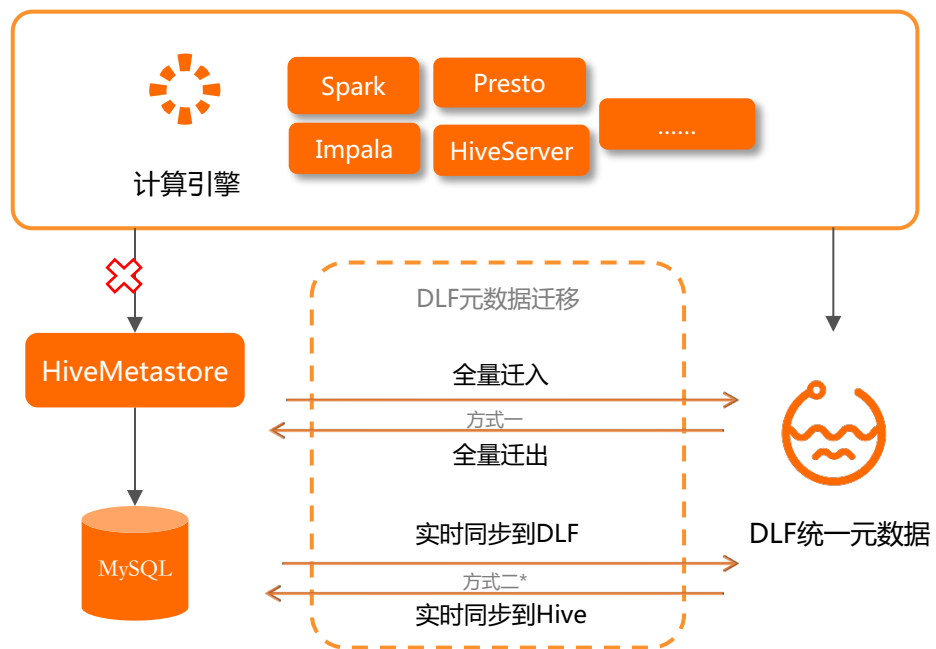 Spark
Presto
Impala
HiveServer
......
计算引擎
DLF元数据迁移
HiveMetastore
全量迁入
方式一
全量迁出
MySQL
实时同步到DLF
方式二*
实时同步到Hive
DLF统一元数据